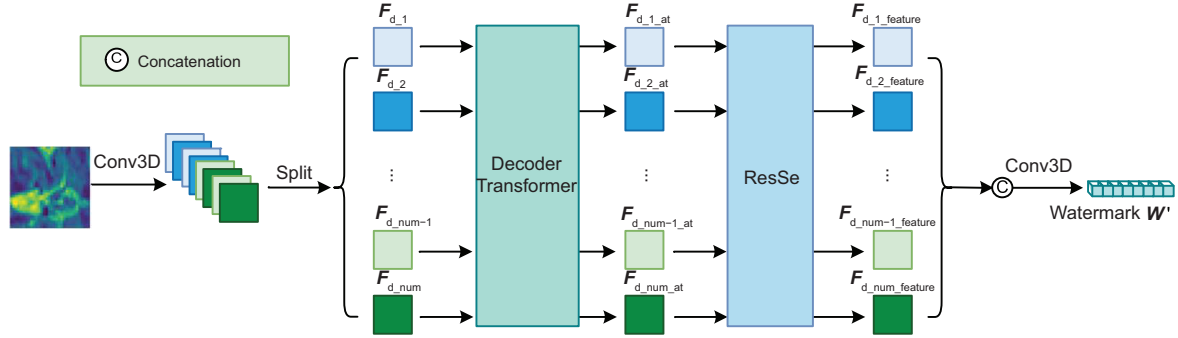 C Concatenation
Conv3D
Split
F d_1
F d_2
⋮
F d_num−1
F d_num
Decoder
Transformer
F d_1_at
F d_2_at
⋮
F d_num−1_at
F d_num_at
ResSe
F d_1_feature
F d_2_feature
⋮
F d_num−1_feature
F d_num_feature
C
Conv3D
Watermark W'